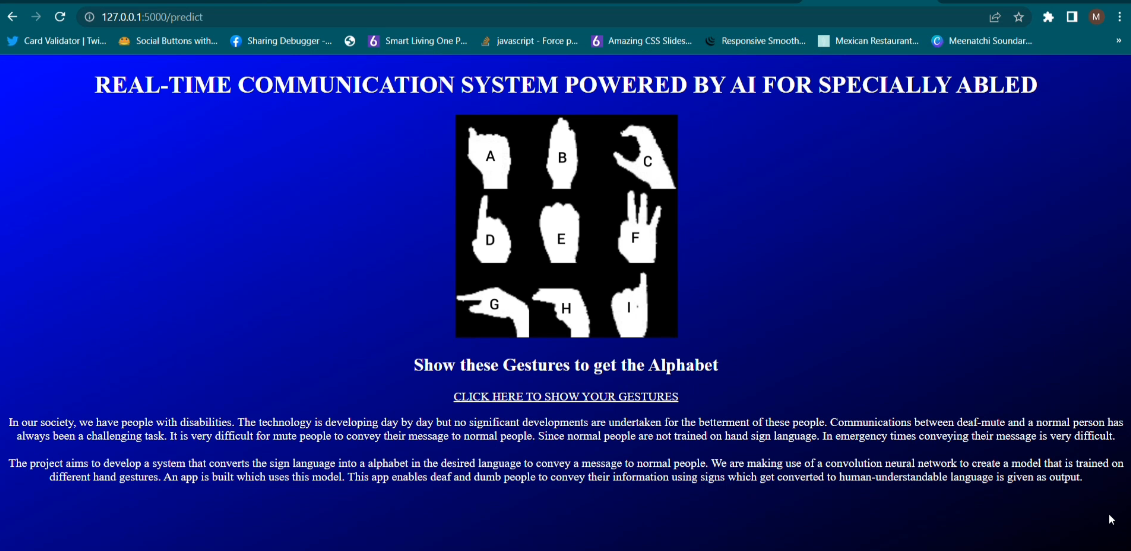 127.0.0.1:5000/predict
M
Card Validator | Twi... Social Buttons with... Sharing Debugger -... Smart Living One P... javascript - Force p... Amazing CSS Slides... Responsive Smooth... Mexican Restaurant... Meenatchi Soundar... »
REAL-TIME COMMUNICATION SYSTEM POWERED BY AI FOR SPECIALLY ABLED
A B C
D E F
G H I
Show these Gestures to get the Alphabet
CLICK HERE TO SHOW YOUR GESTURES
In our society, we have people with disabilities. The technology is developing day by day but no significant developments are undertaken for the betterment of these people. Communications between deaf-mute and a normal person has
always been a challenging task. It is very difficult for mute people to convey their message to normal people. Since normal people are not trained on hand sign language. In emergency times conveying their message is very difficult.
The project aims to develop a system that converts the sign language into a alphabet in the desired language to convey a message to normal people. We are making use of a convolution neural network to create a model that is trained on
different hand gestures. An app is built which uses this model. This app enables deaf and dumb people to convey their information using signs which get converted to human-understandable language is given as output.